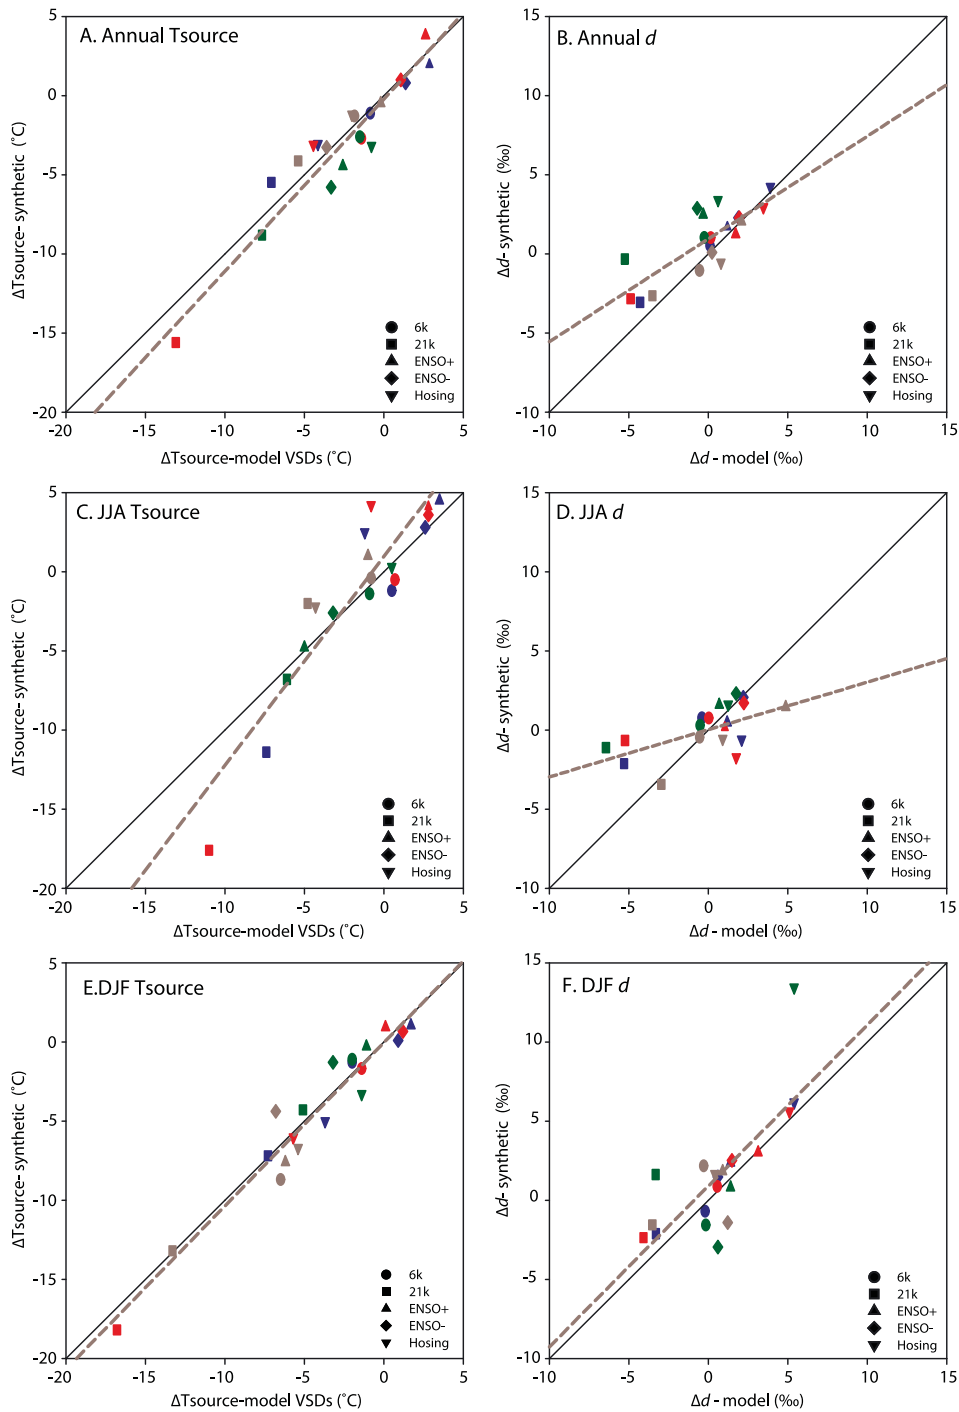 A. Annual Tsource
5
0
-5
-10
-15
-20
ΔTsource- synthetic (˚C)
6k
21k
ENSO+
ENSO-
Hosing
-20 -15 -10 -5 0 5
ΔTsource-model VSDs (˚C)
B. Annual d
15
10
5
0
-5
-10
Δd- synthetic (‰)
6k
21k
ENSO+
ENSO-
Hosing
-10 -5 0 5 10 15
Δd - model (‰)
C. JJA Tsource
5
0
-5
-10
-15
-20
ΔTsource- synthetic (˚C)
6k
21k
ENSO+
ENSO-
Hosing
-20 -15 -10 -5 0 5
ΔTsource-model VSDs (˚C)
D. JJA d
15
10
5
0
-5
-10
Δd- synthetic (‰)
6k
21k
ENSO+
ENSO-
Hosing
-10 -5 0 5 10 15
Δd - model (‰)
E.DJF Tsource
5
0
-5
-10
-15
-20
ΔTsource- synthetic (˚C)
6k
21k
ENSO+
ENSO-
Hosing
-20 -15 -10 -5 0 5
ΔTsource-model VSDs (˚C)
F. DJF d
15
10
5
0
-5
-10
Δd- synthetic (‰)
6k
21k
ENSO+
ENSO-
Hosing
-10 -5 0 5 10 15
Δd - model (‰)